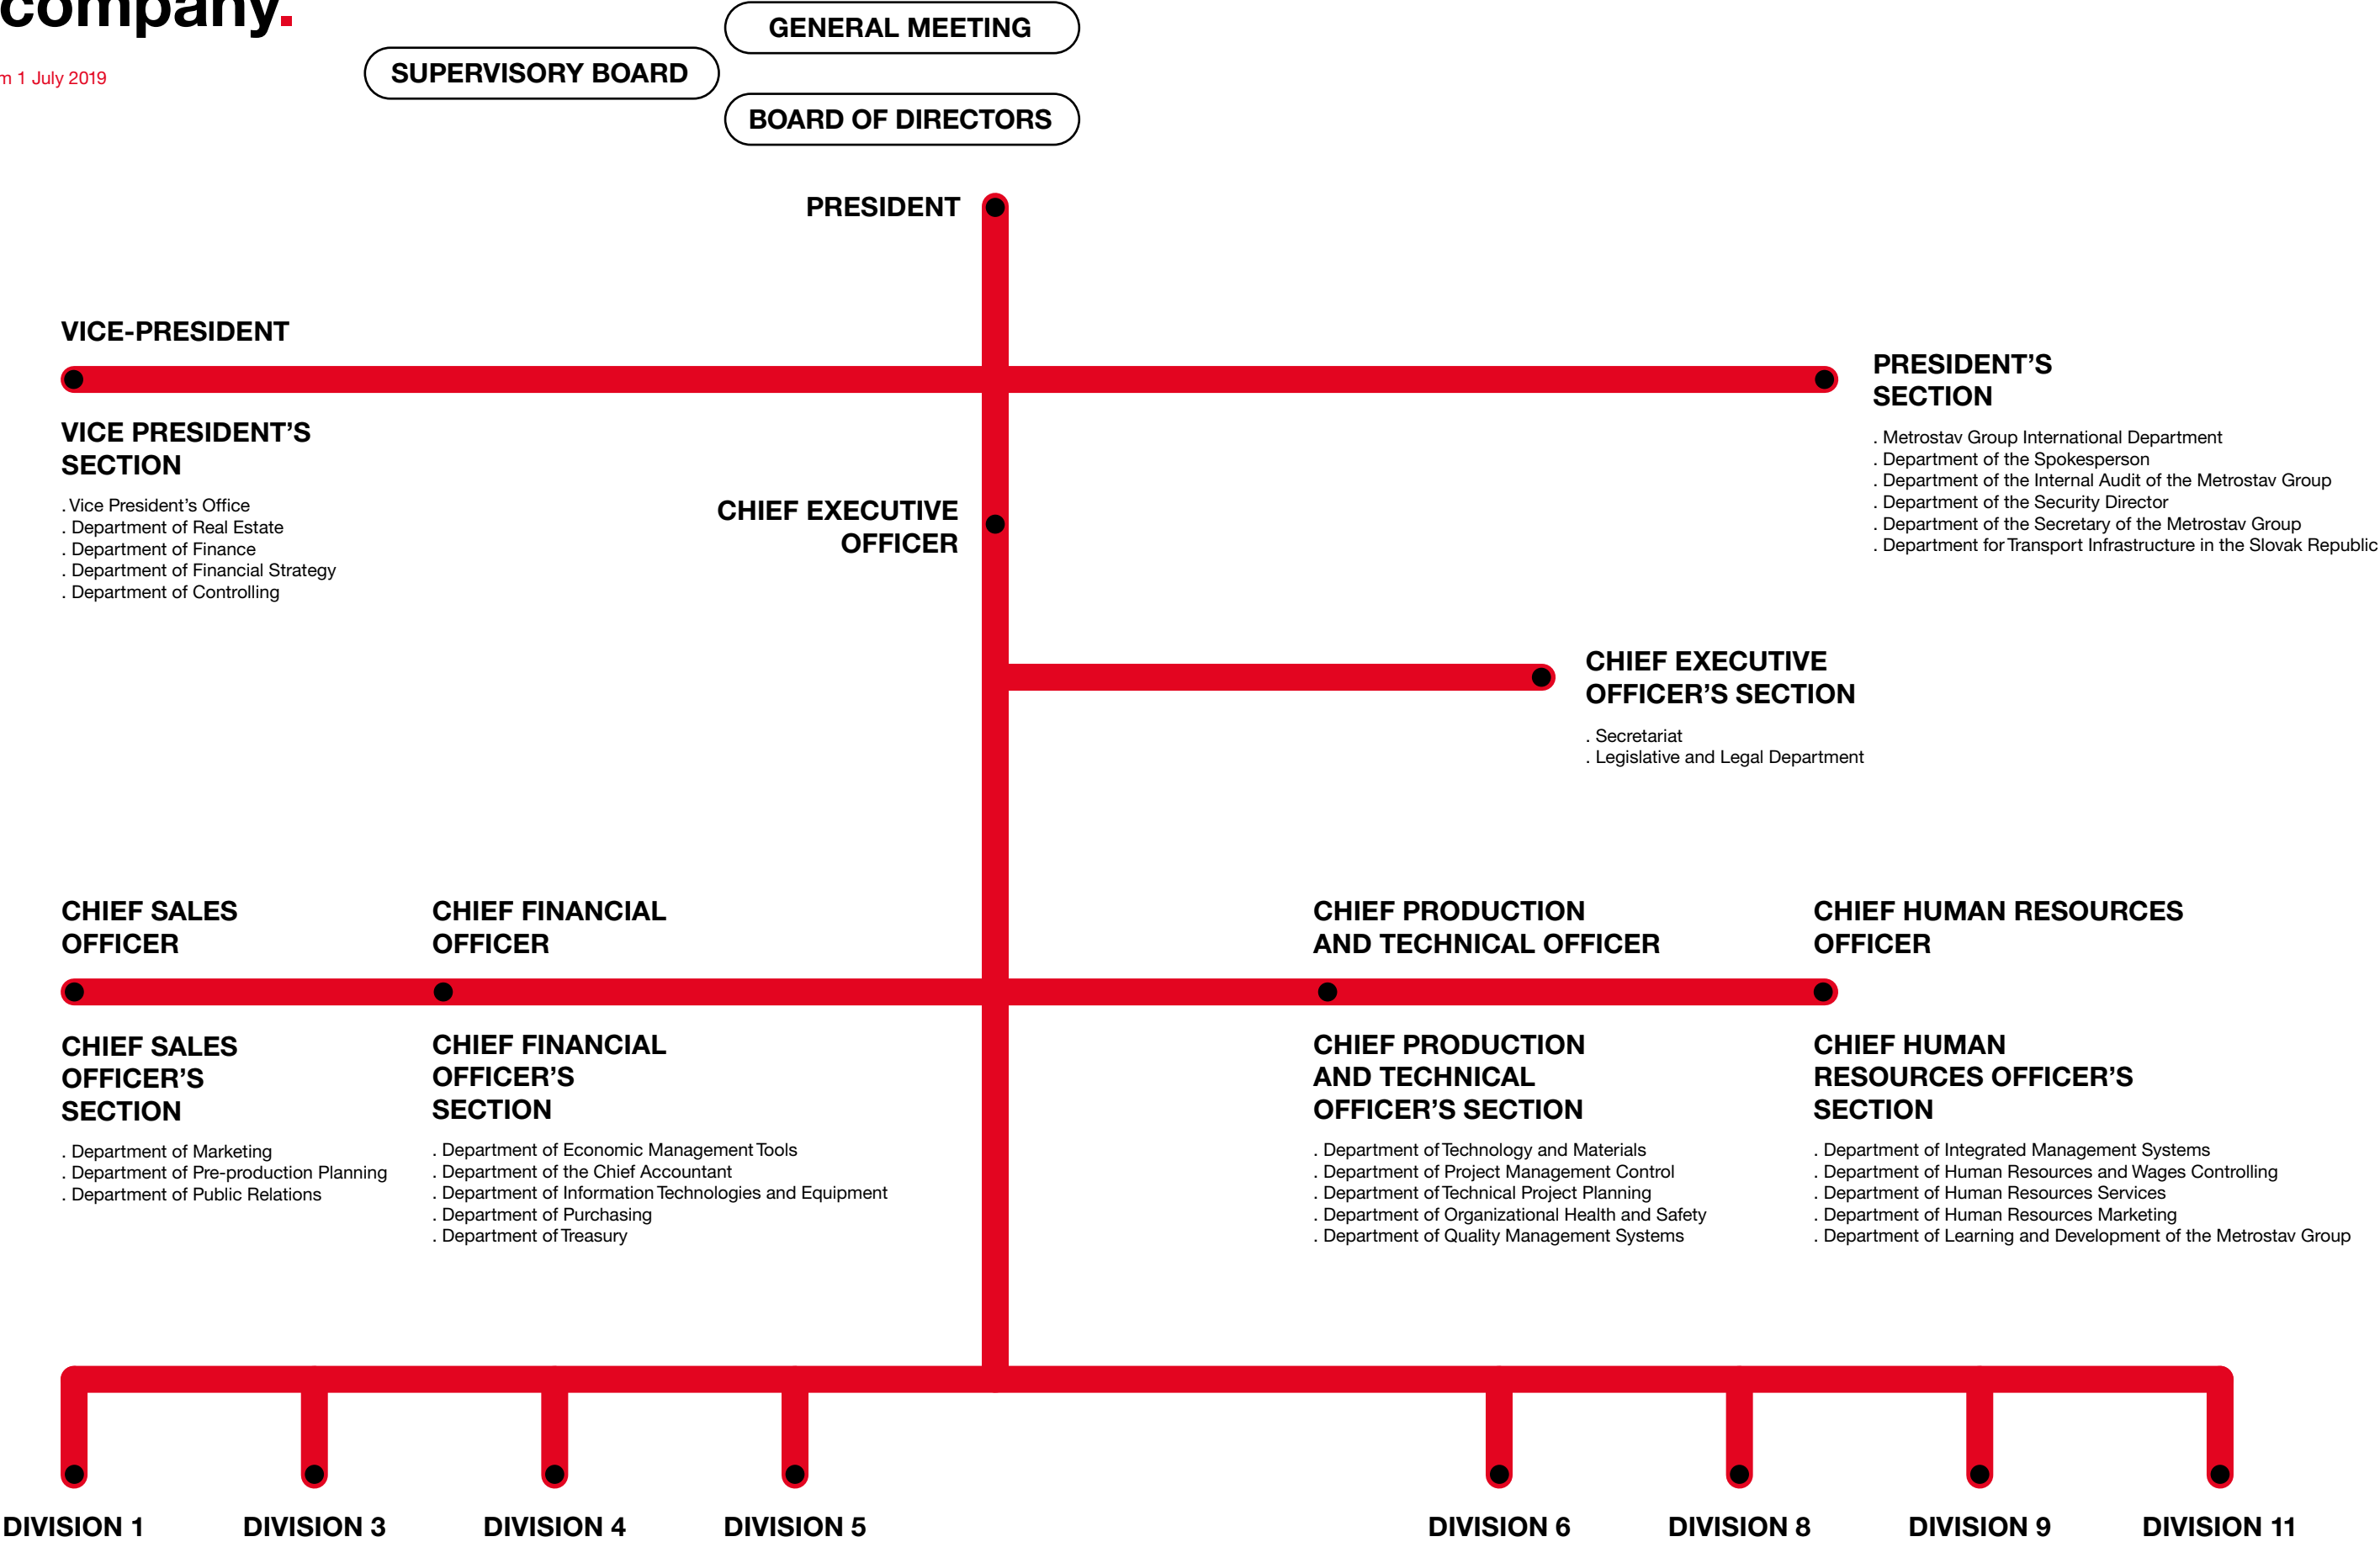 company.
1 July 2019
GENERAL MEETING
SUPERVISORY BOARD
BOARD OF DIRECTORS
PRESIDENT
VICE-PRESIDENT
VICE PRESIDENT’S
SECTION
. Vice President’s Office
. Department of Real Estate
. Department of Finance
. Department of Financial Strategy
. Department of Controlling
PRESIDENT’S
SECTION
. Metrostav Group International Department
. Department of the Spokesperson
. Department of the Internal Audit of the Metrostav Group
. Department of the Security Director
. Department of the Secretary of the Metrostav Group
. Department for Transport Infrastructure in the Slovak Republic
CHIEF EXECUTIVE
OFFICER
CHIEF EXECUTIVE
OFFICER’S SECTION
. Secretariat
. Legislative and Legal Department
CHIEF SALES
OFFICER
CHIEF FINANCIAL
OFFICER
CHIEF PRODUCTION
AND TECHNICAL OFFICER
CHIEF HUMAN RESOURCES
OFFICER
CHIEF SALES
OFFICER’S
SECTION
. Department of Marketing
. Department of Pre-production Planning
. Department of Public Relations
CHIEF FINANCIAL
OFFICER’S
SECTION
. Department of Economic Management Tools
. Department of the Chief Accountant
. Department of Information Technologies and Equipment
. Department of Purchasing
. Department of Treasury
CHIEF PRODUCTION
AND TECHNICAL
OFFICER’S SECTION
. Department of Technology and Materials
. Department of Project Management Control
. Department of Technical Project Planning
. Department of Organizational Health and Safety
. Department of Quality Management Systems
CHIEF HUMAN
RESOURCES OFFICER’S
SECTION
. Department of Integrated Management Systems
. Department of Human Resources and Wages Controlling
. Department of Human Resources Services
. Department of Human Resources Marketing
. Department of Learning and Development of the Metrostav Group
DIVISION 1
DIVISION 3
DIVISION 4
DIVISION 5
DIVISION 6
DIVISION 8
DIVISION 9
DIVISION 11